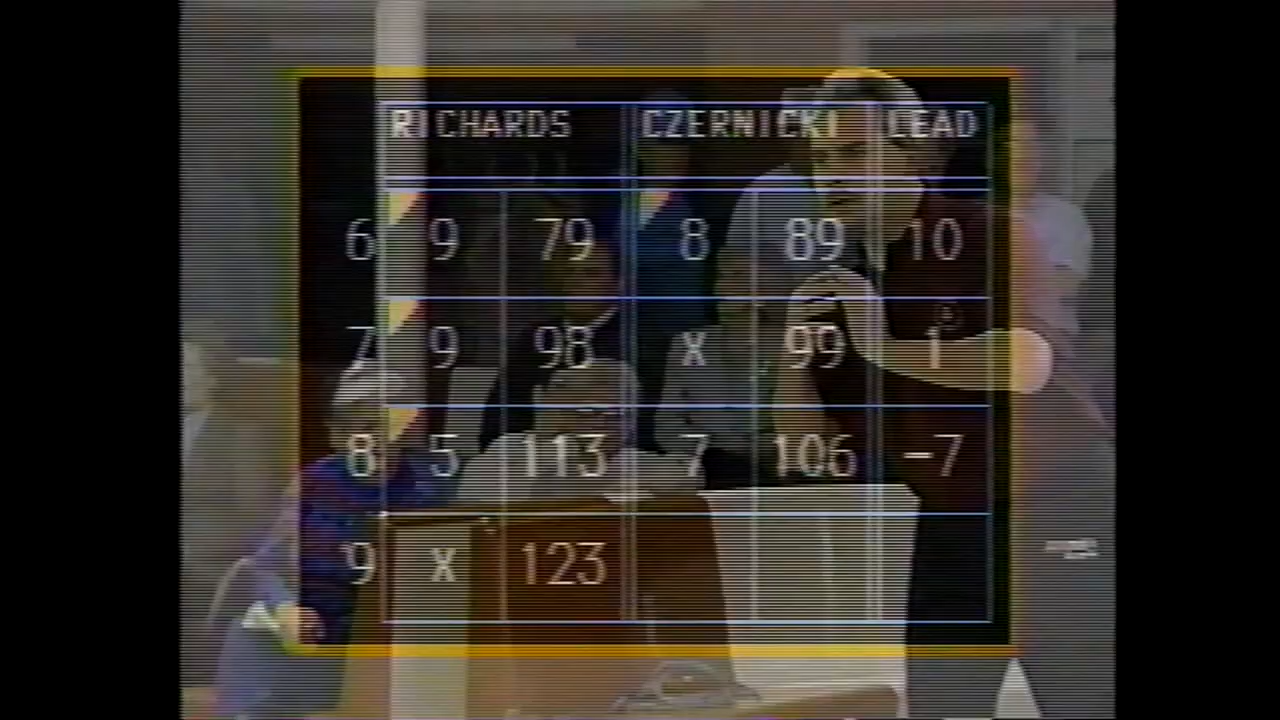 RICHARDS CZERNICKI LEAD
6 9 79 8 89 10
7 9 98 x 99 1
8 5 113 7 106 -7
9 x 123